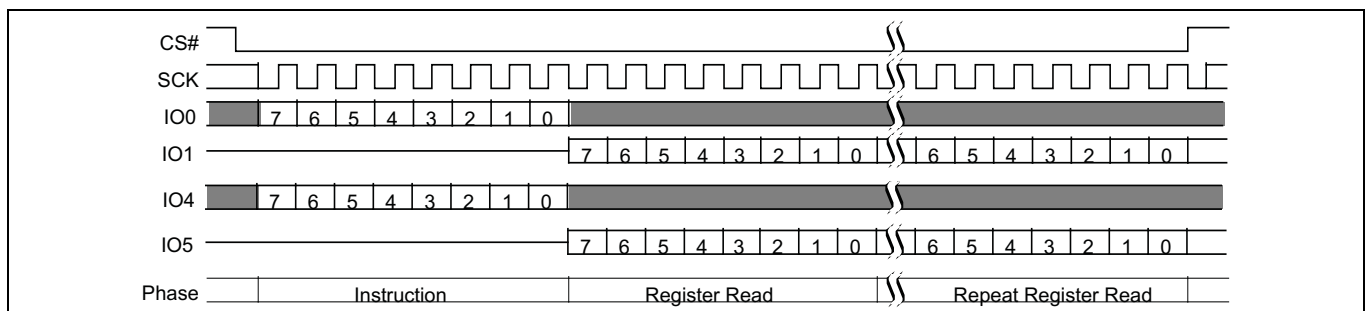 CS#
SCK
IO0 7 6 5 4 3 2 1 0
IO1 7 6 5 4 3 2 1 0 6 5 4 3 2 1 0
IO4 7 6 5 4 3 2 1 0
IO5 7 6 5 4 3 2 1 0 6 5 4 3 2 1 0
Phase Instruction Register Read Repeat Register Read